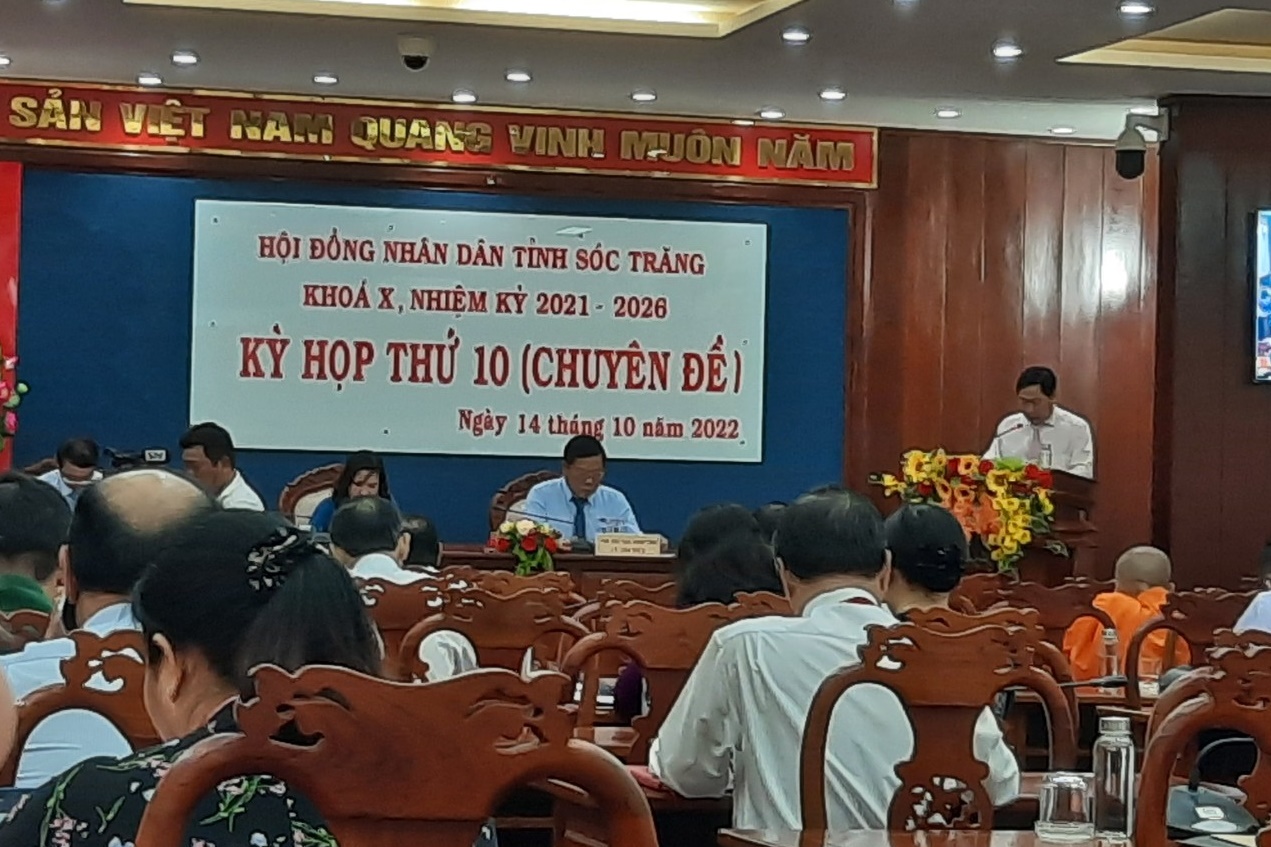 SẢN VIỆT NAM QUANG VINH MUÔN NĂM
HỘI ĐỒNG NHÂN DÂN TỈNH SÓC TRĂNG
KHOÁ X, NHIỆM KỲ 2021 - 2026
KỲ HỌP THỨ 10 (CHUYÊN ĐỀ)
Ngày 14 tháng 10 năm 2022